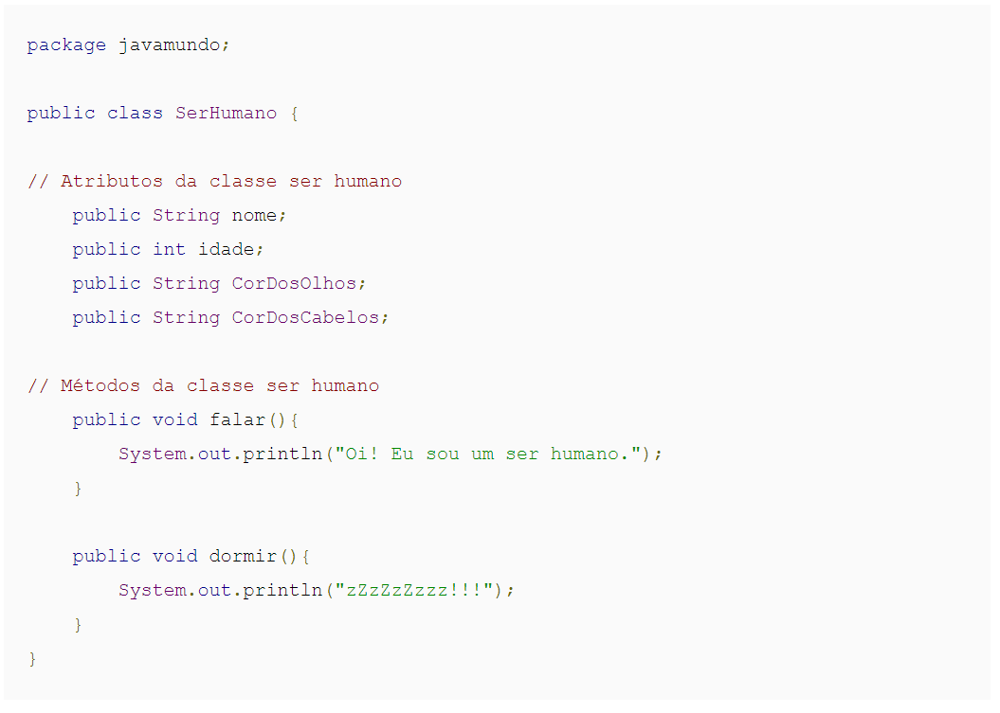 package javamundo;
public class SerHumano {
// Atributos da classe ser humano
    public String nome;
    public int idade;
    public String CorDosOlhos;
    public String CorDosCabelos;
// Métodos da classe ser humano
    public void falar(){
        System.out.println("Oi! Eu sou um ser humano.");
    }
    public void dormir(){
        System.out.println("zZzZzZzzz!!!");
    }
}